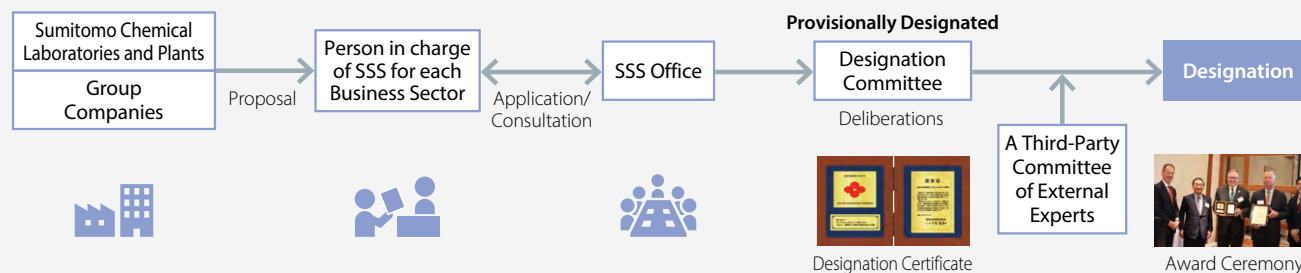 Sumitomo Chemical
Laboratories and Plants
Group
Companies
Proposal
Person in charge
of SSS for each
Business Sector
Application/
Consultation
SSS Office
Provisionally Designated
Designation
Committee
Deliberations
A Third-Party
Committee
of External
Experts
Designation
Designation Certificate
Award Ceremony